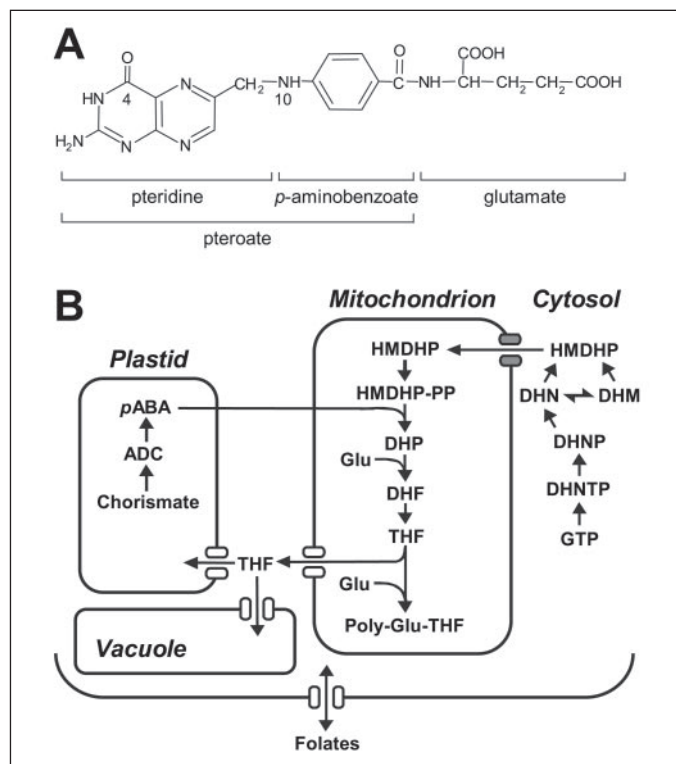 A
O
COOH
O
4
CH2
NH
10
C
NH
CH
CH2
CH2
COOH
HN
N
H2N
N
N
pteridine
p-aminobenzoate
glutamate
pteroate
B
Mitochondrion
Cytosol
Plastid
HMDHP
HMDHP
HMDHP-PP
DHN
DHM
pABA
DHP
DHNP
ADC
Glu
DHF
DHNTP
Chorismate
THF
GTP
THF
Glu
Poly-Glu-THF
Vacuole
Folates